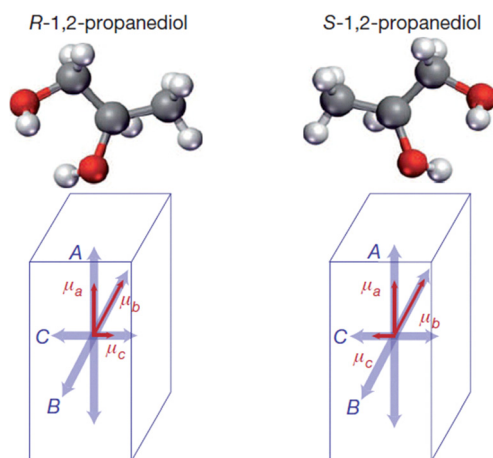 R-1,2-propanediol
S-1,2-propanediol
A
μa
μb
C
μc
B
A
μa
μb
C
μc
B